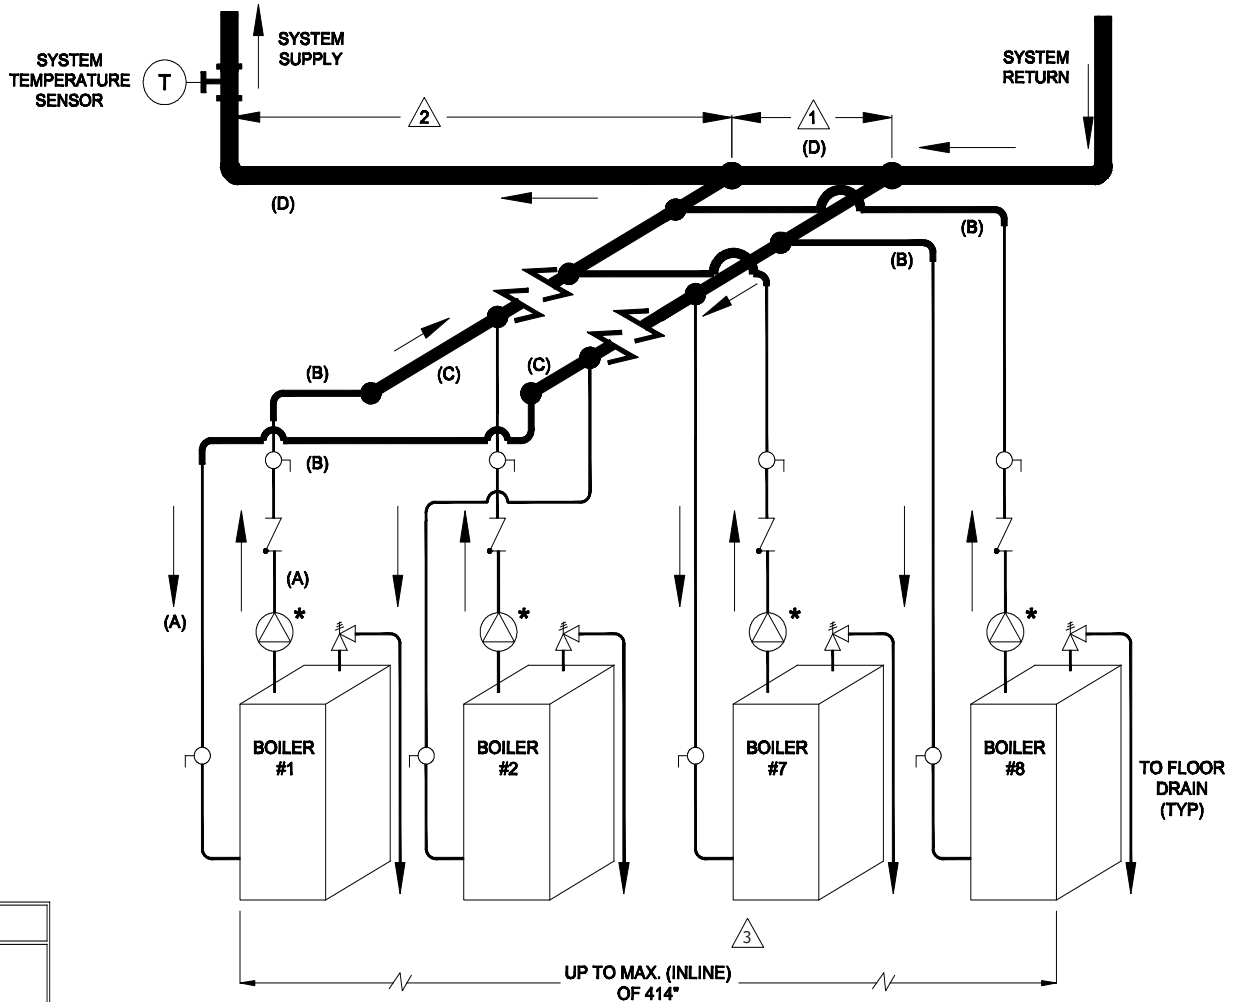 SYSTEM
SUPPLY
SYSTEM
TEMPERATURE
SENSOR
T
SYSTEM
RETURN
2
1
(D)
(D)
(B)
(B)
(B)
(C)
(C)
(B)
(A)
(A)
*
*
*
*
BOILER
#1
BOILER
#2
BOILER
#7
BOILER
#8
TO FLOOR
DRAIN
(TYP)
3
UP TO MAX. (INLINE)
OF 414"